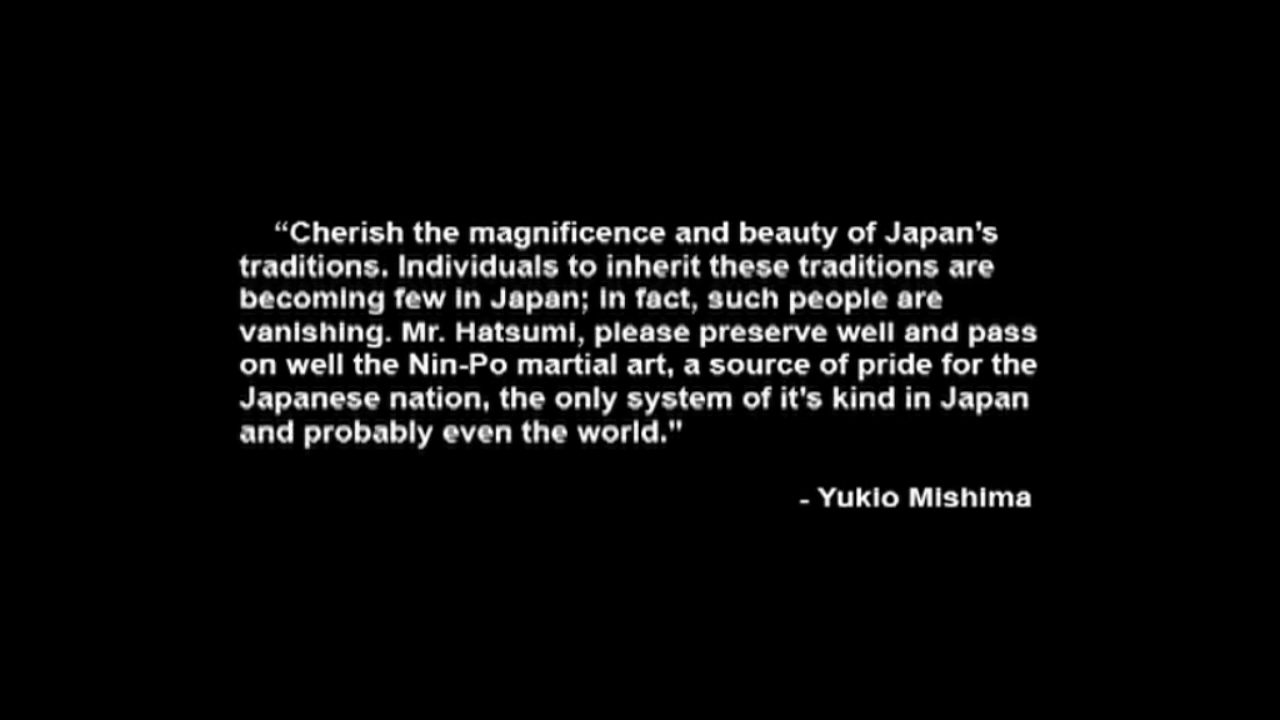 “Cherish the magnificence and beauty of Japan's
traditions. Individuals to inherit these traditions are
becoming few in Japan; in fact, such people are
vanishing. Mr. Hatsumi, please preserve well and pass
on well the Nin-Po martial art, a source of pride for the
Japanese nation, the only system of it's kind in Japan
and probably even the world."
- Yukio Mishima